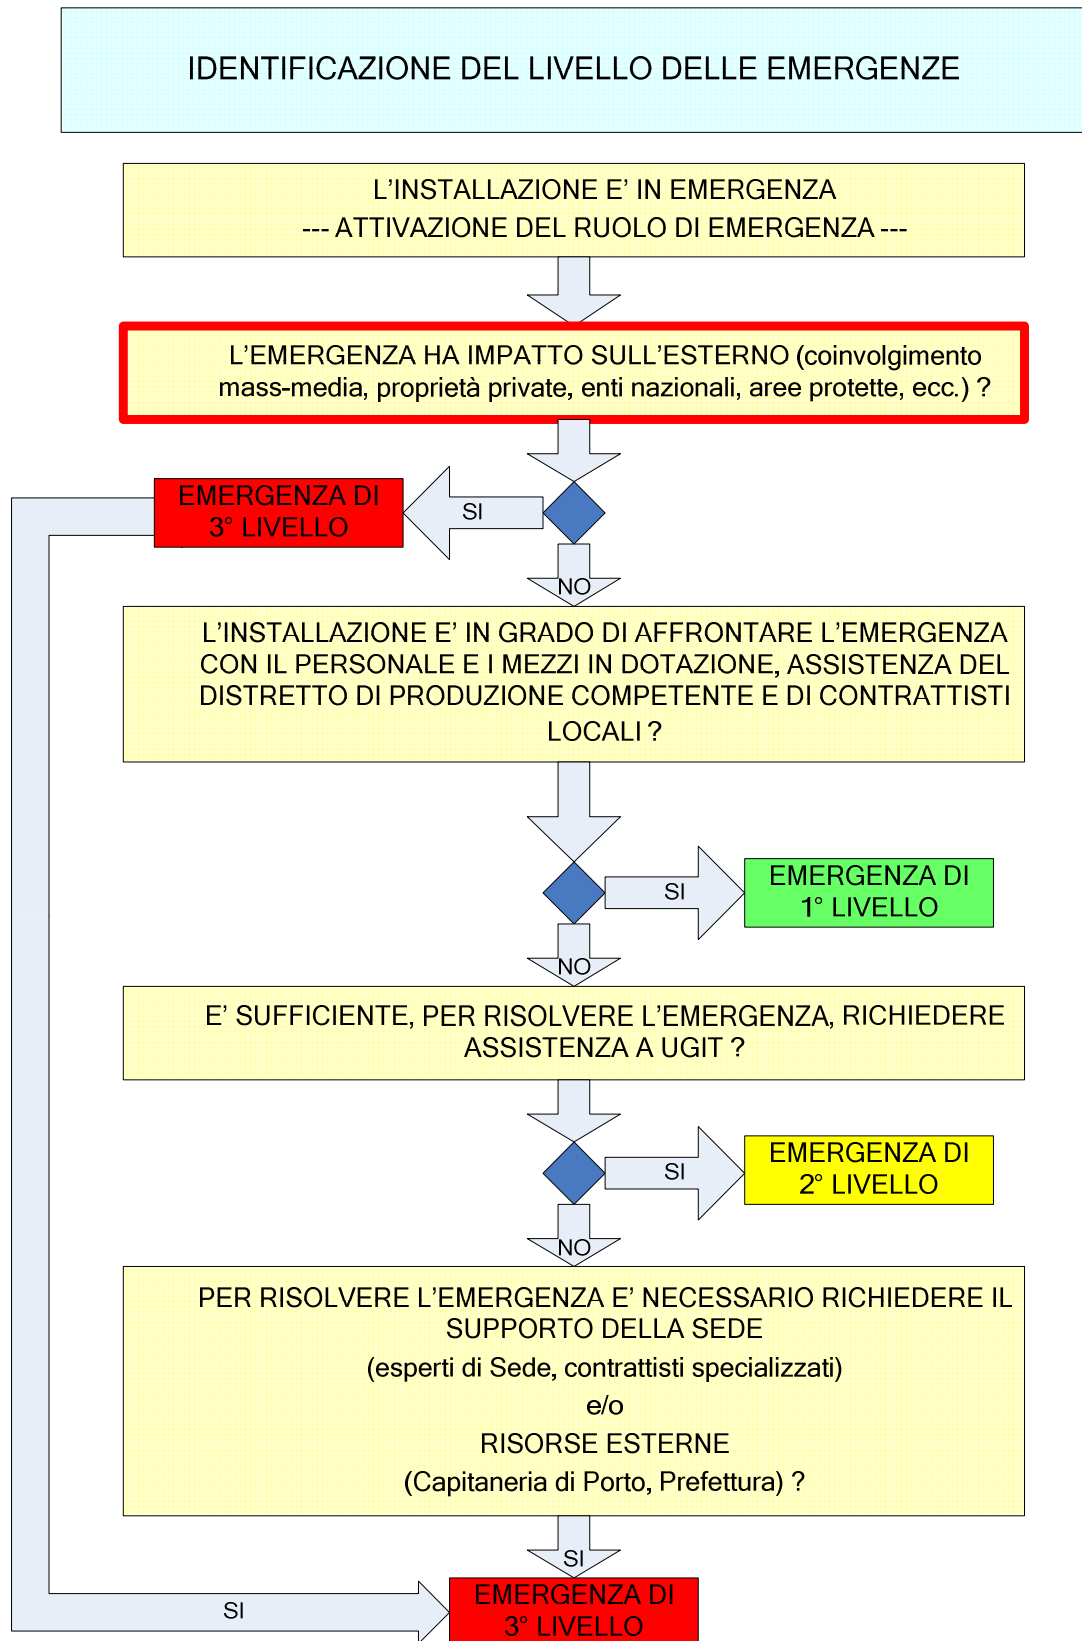 IDENTIFICAZIONE DEL LIVELLO DELLE EMERGENZE
L'INSTALLAZIONE E' IN EMERGENZA
--- ATTIVAZIONE DEL RUOLO DI EMERGENZA ---
L'EMERGENZA HA IMPATTO SULL'ESTERNO (coinvolgimento
mass-media, proprietà private, enti nazionali, aree protette, ecc.) ?
EMERGENZA DI
3° LIVELLO
SI
NO
L'INSTALLAZIONE E' IN GRADO DI AFFRONTARE L'EMERGENZA
CON IL PERSONALE E I MEZZI IN DOTAZIONE, ASSISTENZA DEL
DISTRETTO DI PRODUZIONE COMPETENTE E DI CONTRATTISTI
LOCALI ?
SI
EMERGENZA DI
1° LIVELLO
NO
E' SUFFICIENTE, PER RISOLVERE L'EMERGENZA, RICHIEDERE
ASSISTENZA A UGIT ?
SI
EMERGENZA DI
2° LIVELLO
NO
PER RISOLVERE L'EMERGENZA E' NECESSARIO RICHIEDERE IL
SUPPORTO DELLA SEDE
(esperti di Sede, contrattisti specializzati)
e/o
RISORSE ESTERNE
(Capitaneria di Porto, Prefettura) ?
SI
SI
EMERGENZA DI
3° LIVELLO